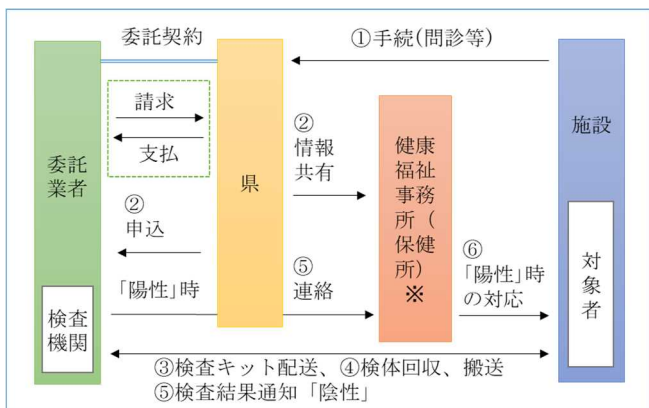 委託契約
①手続(問診等)
請求
支払
委託
業者
県
②
情報
共有
健康
福祉
事務
所（
保健
所）
※
施設
②
申込
「陽性」時
⑤
連絡
⑥
「陽性」時
の対応
検査
機関
対象者
③検査キット配送、④検体回収、搬送
⑤検査結果通知「陰性」